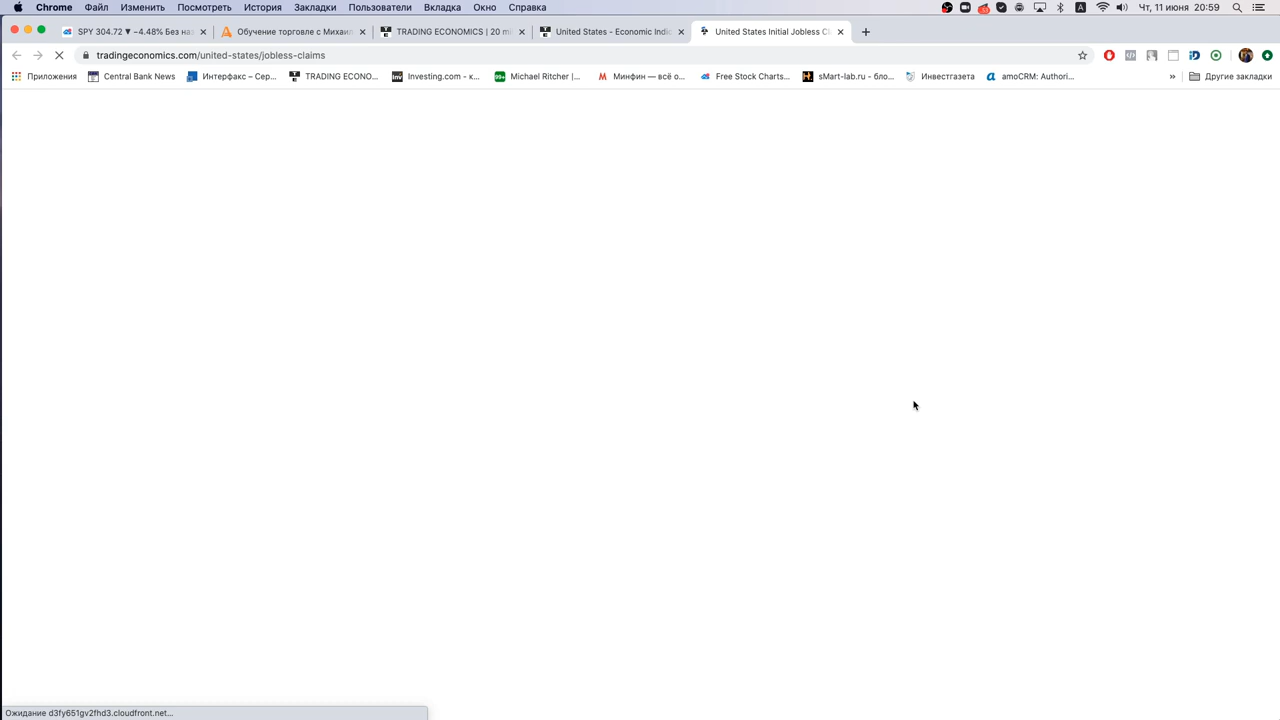 Chrome Файл Изменить Посмотреть История Закладки Пользователи Вкладка Окно Справка A Чт, 11 июня 20:59
SPY 304.72 ▼ −4.48% Без на Обучение торговле с Михаил TRADING ECONOMICS | 20 mi United States - Economic Indic United States Initial Jobless C
tradingeconomics.com/united-states/jobless-claims
Приложения Central Bank News Интерфакс – Сер... TRADING ECONO... Investing.com - к... Michael Ritcher |... Минфин — всё о... Free Stock Charts... sMart-lab.ru - бло... Инвестгазета amoCRM: Authori... » Другие закладки
Ожидание d3fy651gv2fhd3.cloudfront.net...